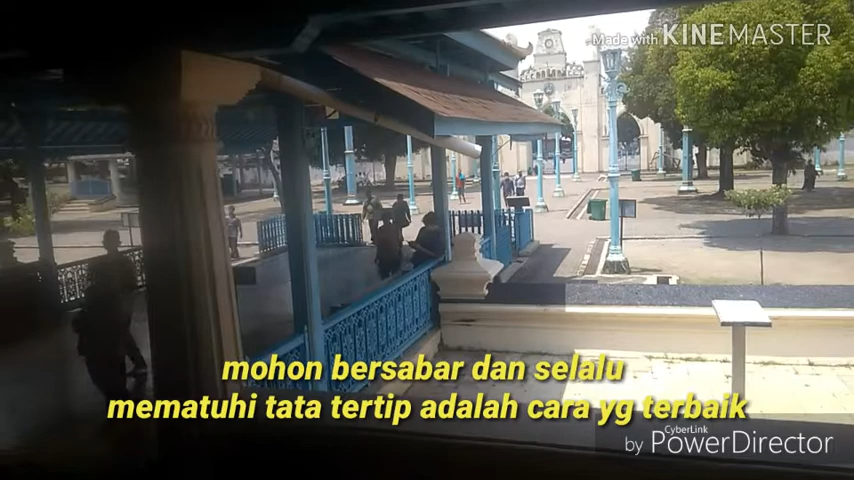 Made with KINEMASTER
mohon bersabar dan selalu
mematuhi tata tertip adalah cara yg terbaik
CyberLink
by PowerDirector